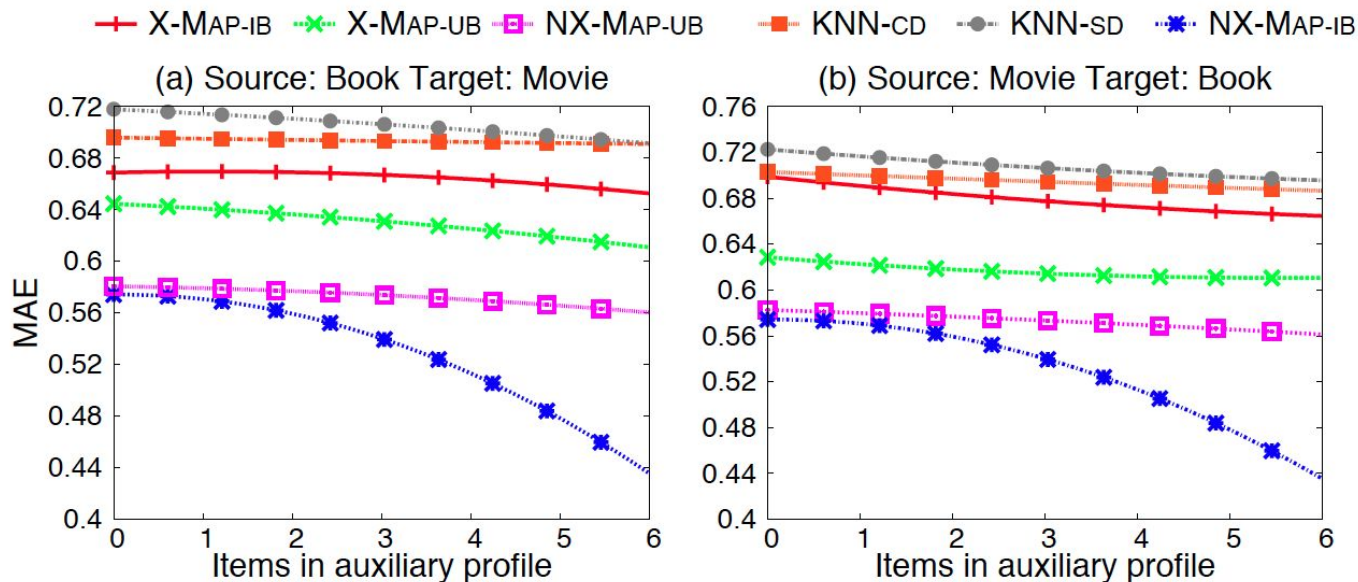 X-MAP-IB X-MAP-UB NX-MAP-UB KNN-CD KNN-SD NX-MAP-IB
(a) Source: Book Target: Movie
0.72
0.68
0.64
0.6
0.56
0.52
0.48
0.44
0.4
MAE
0 1 2 3 4 5 6
Items in auxiliary profile
(b) Source: Movie Target: Book
0.76
0.72
0.68
0.64
0.6
0.56
0.52
0.48
0.44
0.4
0 1 2 3 4 5 6
Items in auxiliary profile